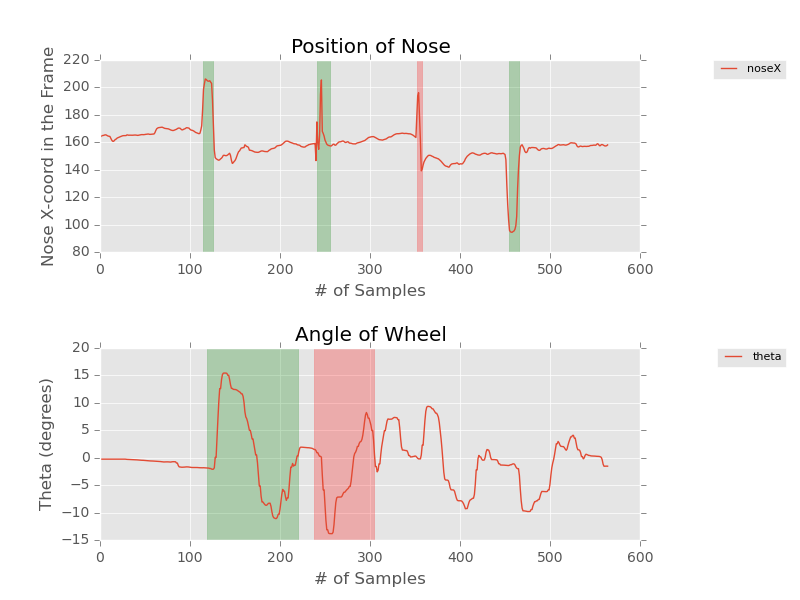 Position of Nose
220
200
180
160
140
120
100
80
Nose X-coord in the Frame
0 100 200 300 400 500 600
# of Samples
noseX
Angle of Wheel
20
15
10
5
0
−5
−10
−15
Theta (degrees)
0 100 200 300 400 500 600
# of Samples
theta